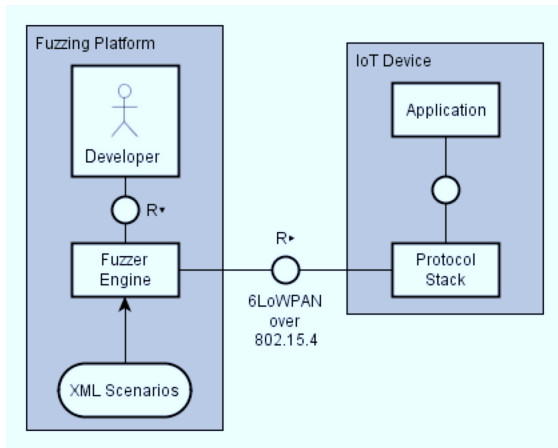 Fuzzing Platform
Developer
R▾
Fuzzer
Engine
XML Scenarios
R▸
6LoWPAN
over
802.15.4
IoT Device
Application
Protocol
Stack